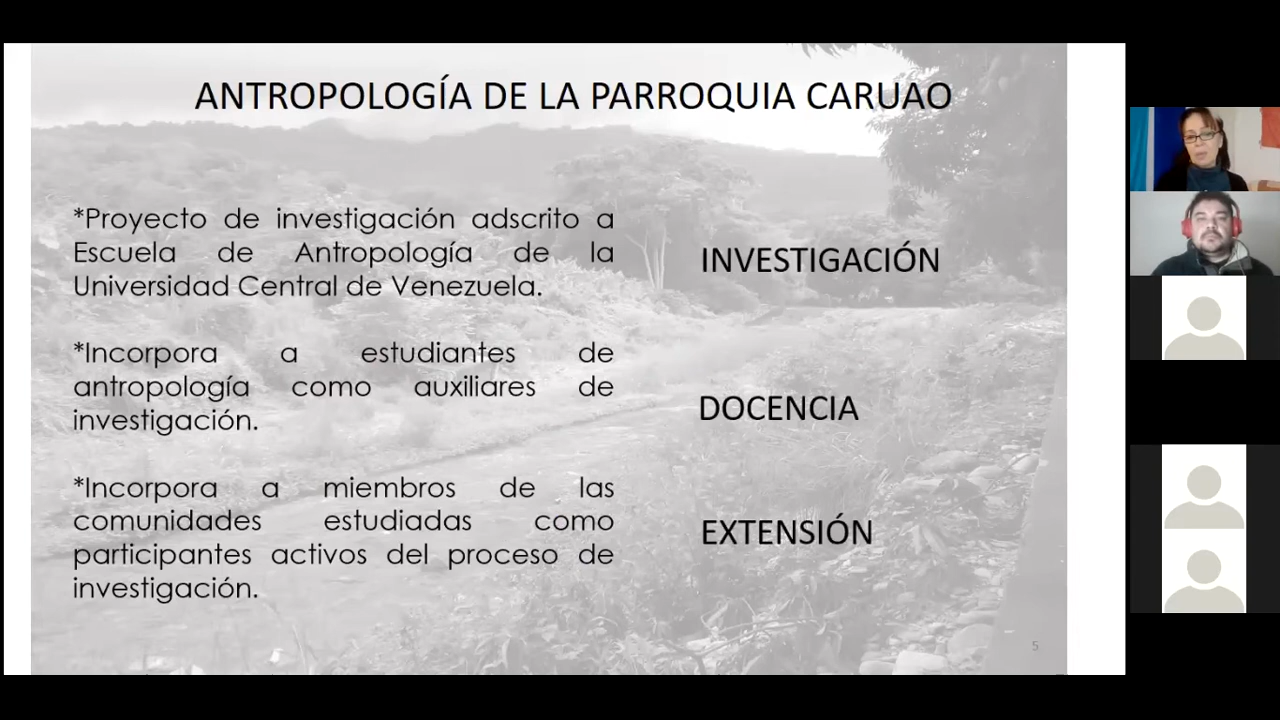 ANTROPOLOGÍA DE LA PARROQUIA CARUAO
*Proyecto de investigación adscrito a
Escuela de Antropología de la
Universidad Central de Venezuela.
INVESTIGACIÓN
*Incorpora a estudiantes de
antropología como auxiliares de
investigación.
DOCENCIA
*Incorpora a miembros de las
comunidades estudiadas como
participantes activos del proceso de
investigación.
EXTENSIÓN
5